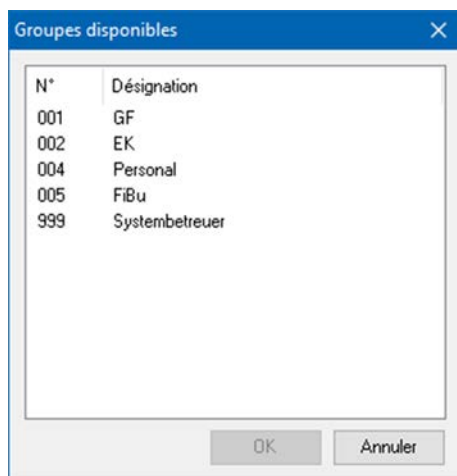 Groupes disponibles
N° Désignation
001 GF
002 EK
004 Personal
005 FiBu
999 Systembetreuer
OK Annuler